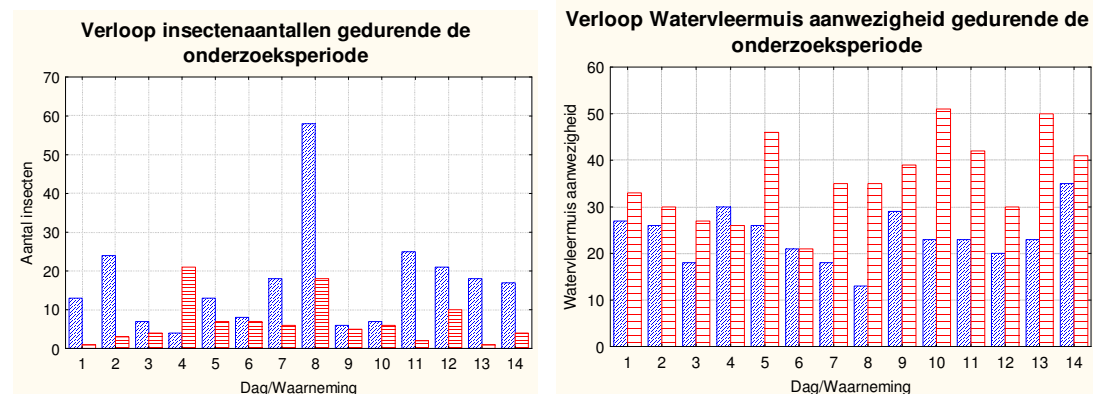 Verloop insectenaantallen gedurende de
onderzoeksperiode
70
60
50
40
30
20
10
0
Aantal insecten
1 2 3 4 5 6 7 8 9 10 11 12 13 14
Dag/Waarneming
Verloop Watervleermuis aanwezigheid gedurende de
onderzoeksperiode
60
50
40
30
20
10
0
Watervleermuis aanwezigheid
1 2 3 4 5 6 7 8 9 10 11 12 13 14
Dag/Waarneming